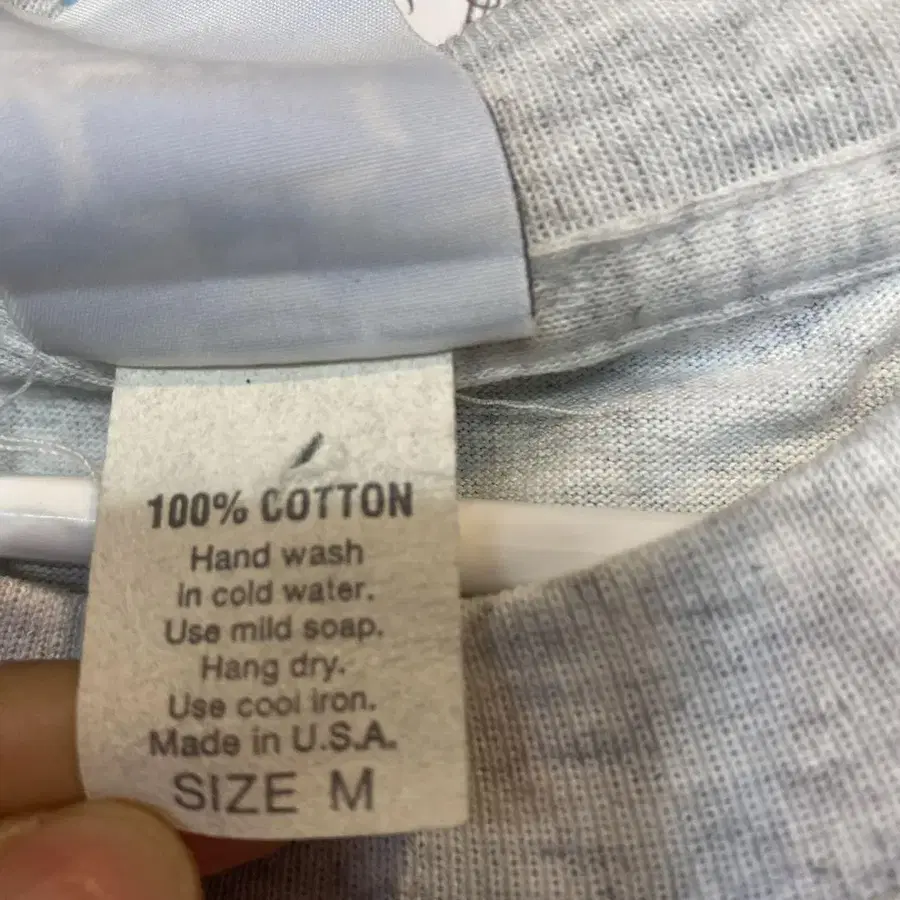 100% COTTON
Hand wash
in cold water.
Use mild soap.
Hang dry.
Use cool iron.
Made in U.S.A.
SIZE M